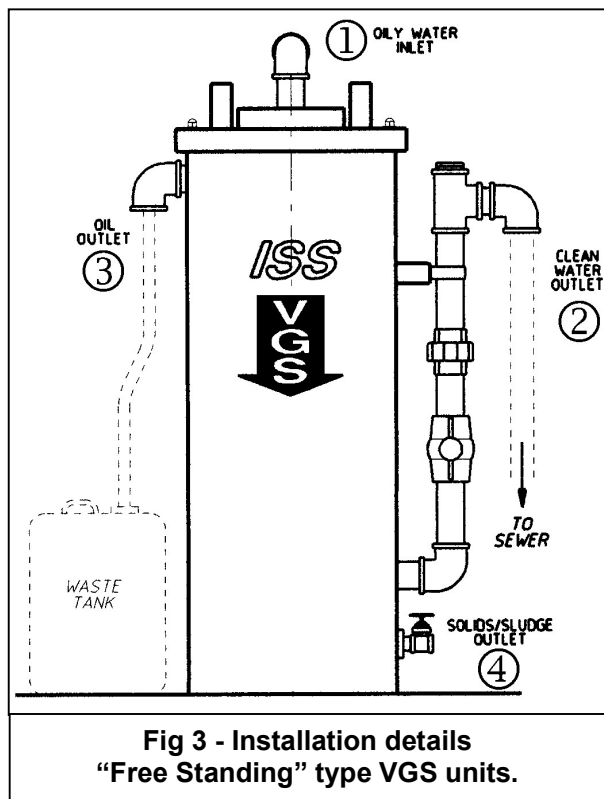 ① OILY WATER
INLET
OIL
OUTLET
③
ISS
VGS
CLEAN
WATER
OUTLET
②
TO
SEWER
WASTE
TANK
SOLIDS/SLUDGE
OUTLET
④
Fig 3 - Installation details
“Free Standing” type VGS units.